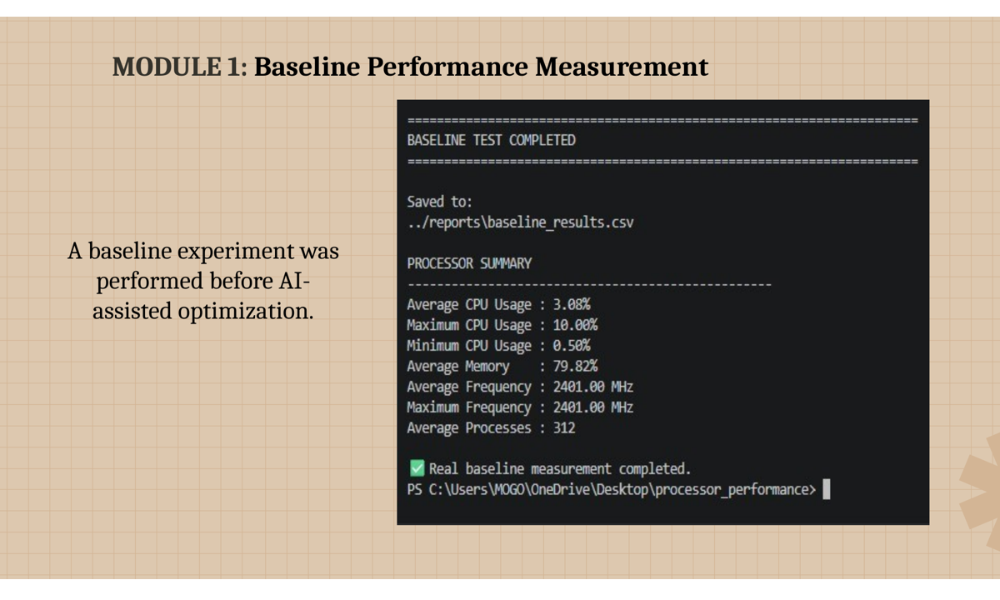 MODULE 1: Baseline Performance Measurement
A baseline experiment was
performed before AI-
assisted optimization.
======================================================================
BASELINE TEST COMPLETED
======================================================================
Saved to:
../reports\baseline_results.csv
PROCESSOR SUMMARY
--------------------------------------------------
Average CPU Usage : 3.08%
Maximum CPU Usage : 10.00%
Minimum CPU Usage : 0.50%
Average Memory    : 79.82%
Average Frequency : 2401.00 MHz
Maximum Frequency : 2401.00 MHz
Average Processes : 312
✅ Real baseline measurement completed.
PS C:\Users\MOGO\OneDrive\Desktop\processor_performance>